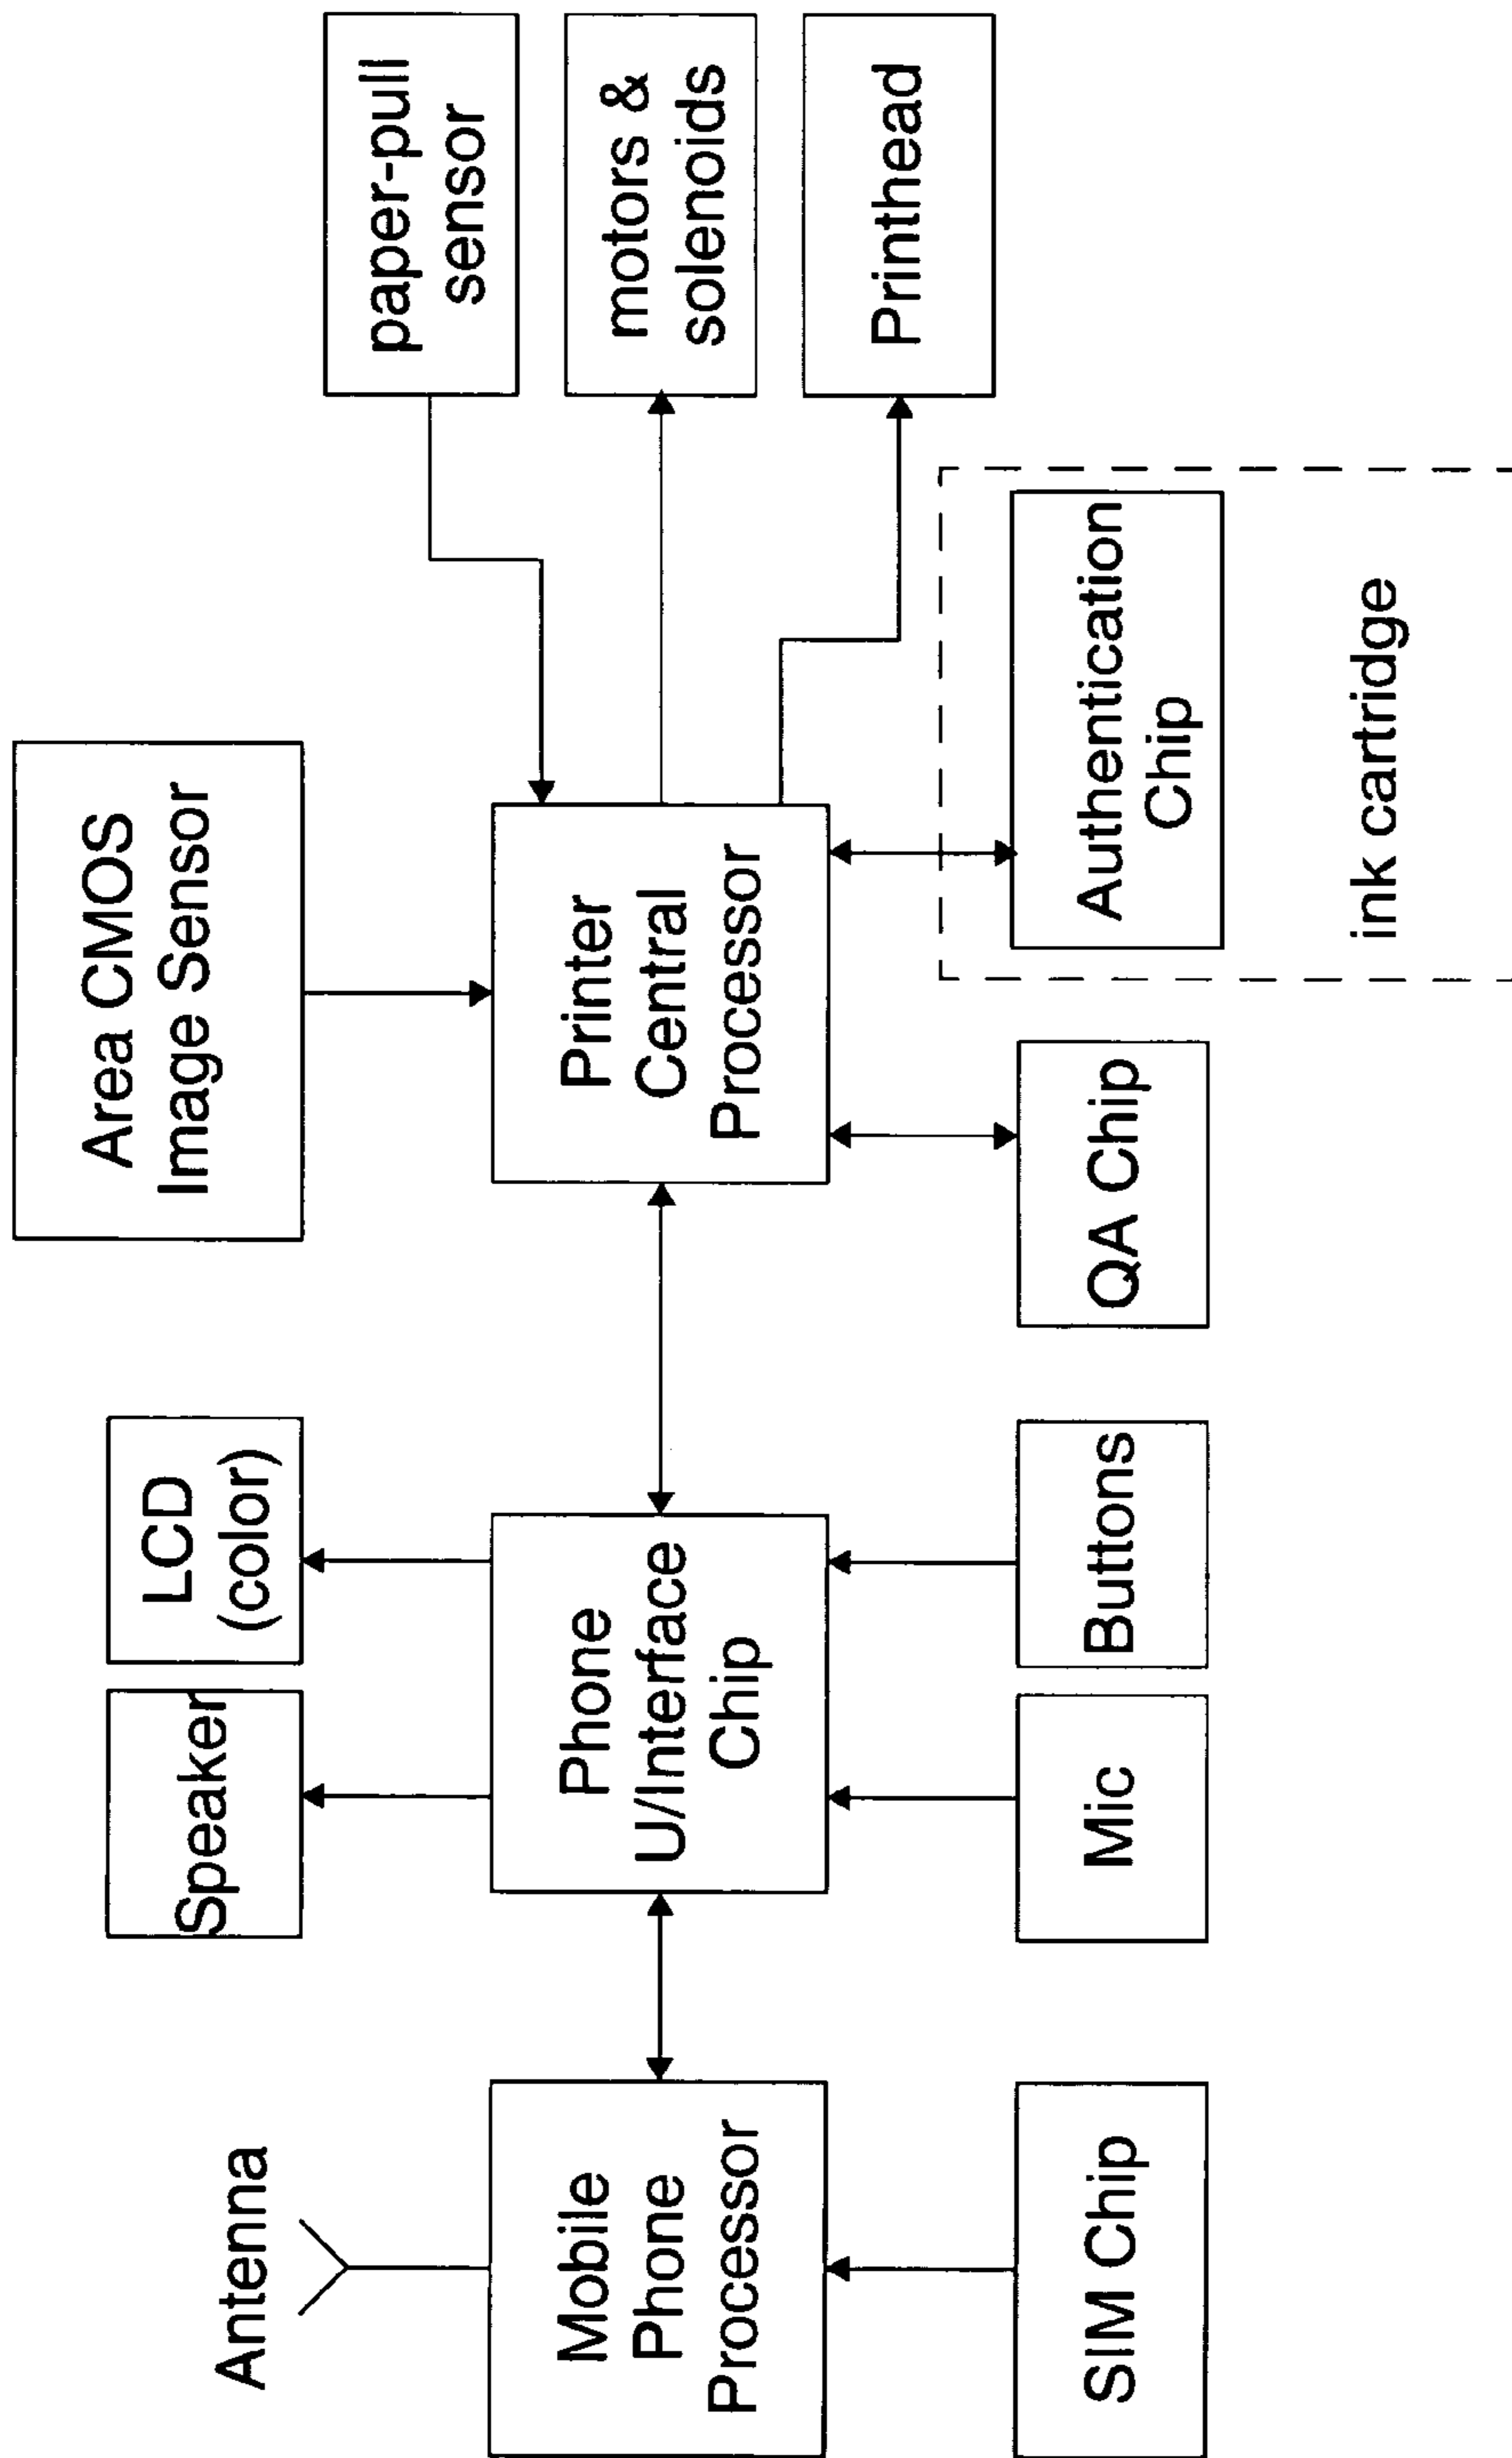 Antenna
Mobile
Phone
Processor
SIM Chip
Speaker
LCD
(color)
Phone
U/Interface
Chip
Mic
Buttons
Area CMOS
Image Sensor
Printer
Central
Processor
QA Chip
Authentication
Chip
ink cartridge
paper-pull
sensor
motors &
solenoids
Printhead